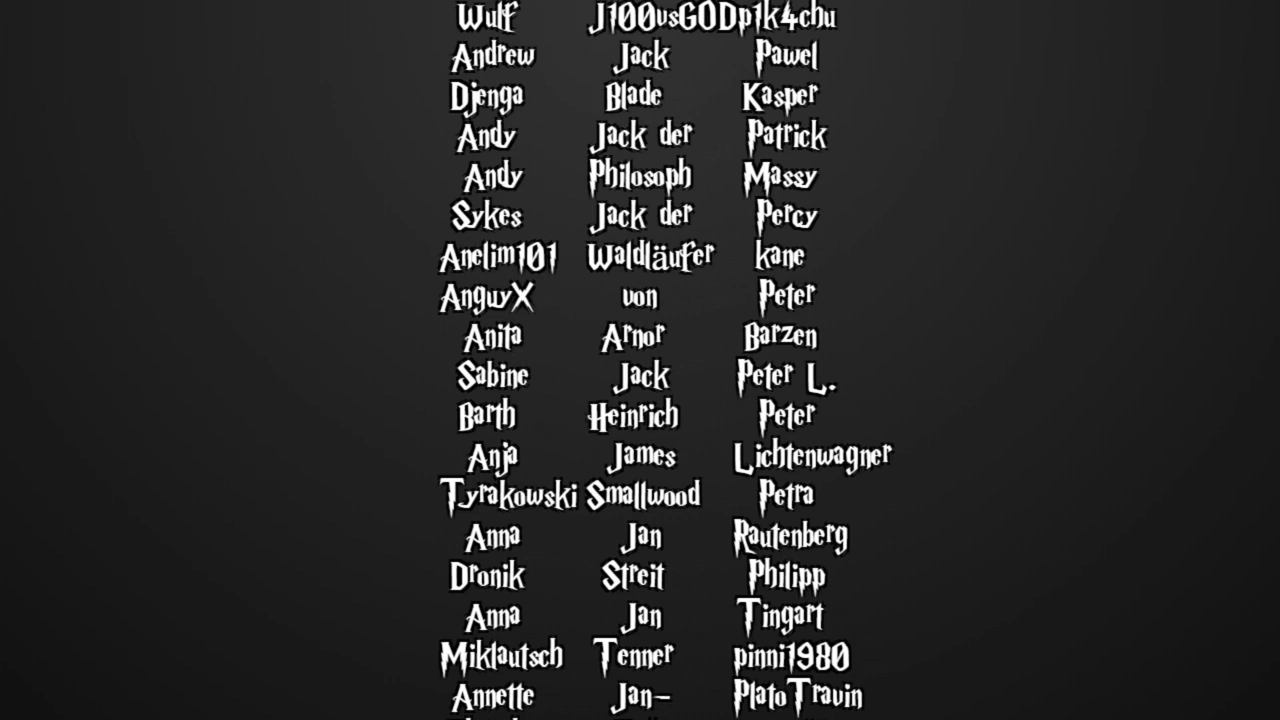 Wulf J100vsGODp1k4chu
Andrew Jack Pawel
Djenga Blade Kasper
Andy Jack der Patrick
Andy Philosoph Massy
Sykes Jack der Percy
Anelim101 Waldläufer kane
AnguyX von Peter
Anita Arnor Barzen
Sabine Jack Peter L.
Barth Heinrich Peter
Anja James Lichtenwagner
Tyrakowski Smallwood Petra
Anna Jan Rautenberg
Dronik Streit Philipp
Anna Jan Tingart
Miklautsch Tenner pinni1980
Annette Jan- PlatoTravin